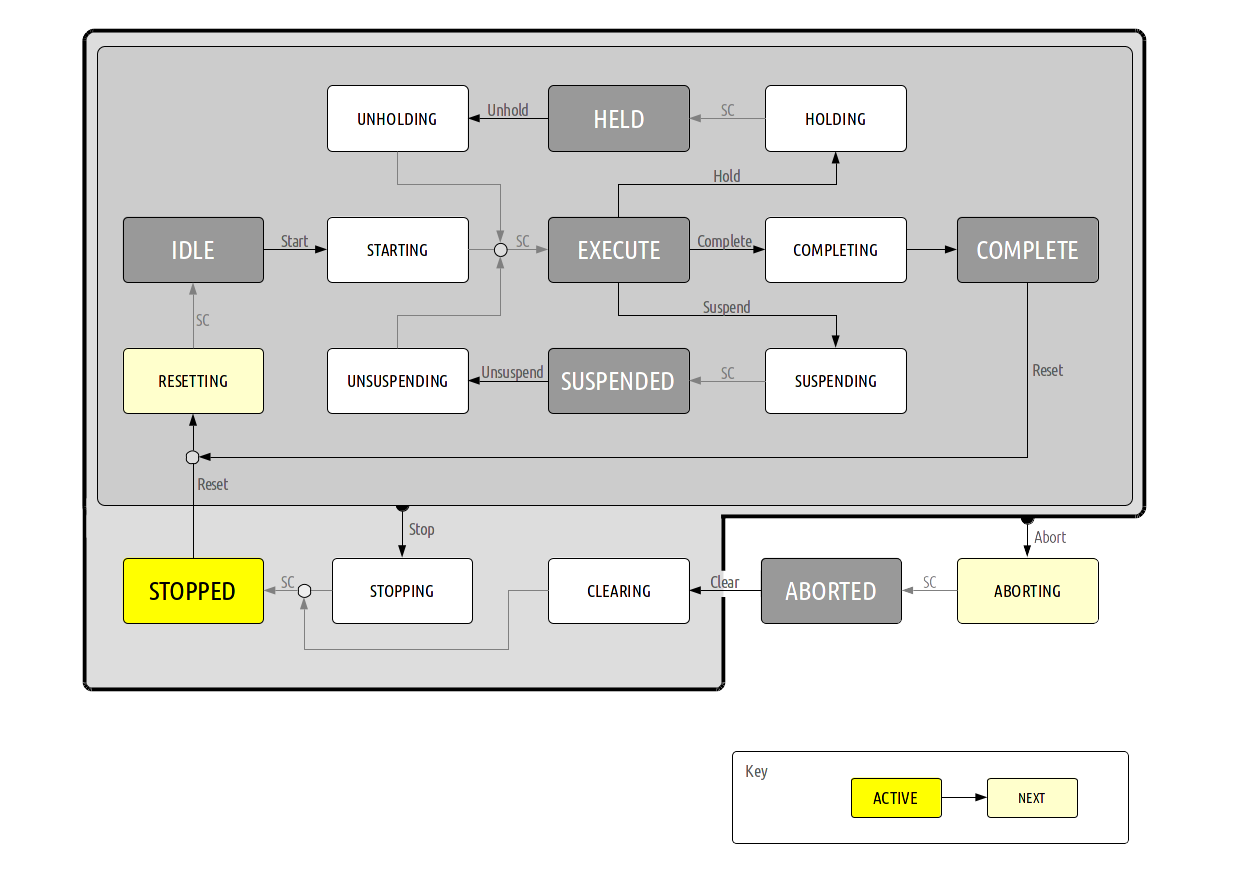 UNHOLDING
Unhold
HELD
SC
HOLDING
Hold
IDLE
Start
STARTING
SC
EXECUTE
Complete
COMPLETING
COMPLETE
SC
Suspend
RESETTING
UNSUSPENDING
Unsuspend
SUSPENDED
SC
SUSPENDING
Reset
Reset
Stop
Abort
STOPPED
SC
STOPPING
CLEARING
Clear
ABORTED
SC
ABORTING
Key
ACTIVE
NEXT